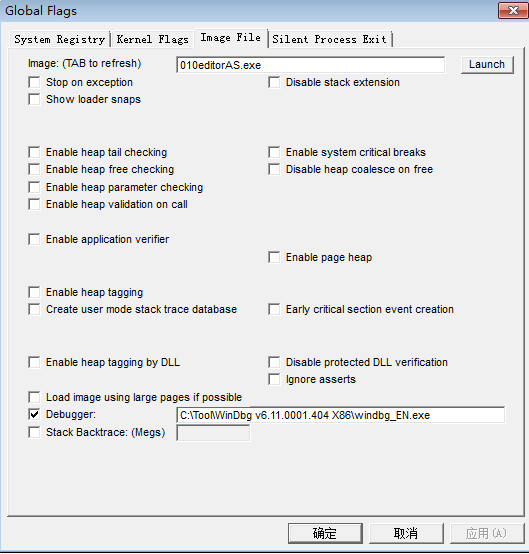 Global Flags
System Registry Kernel Flags Image File Silent Process Exit
Image: (TAB to refresh) 010editorAS.exe Launch
Stop on exception Disable stack extension
Show loader snaps
Enable heap tail checking Enable system critical breaks
Enable heap free checking Disable heap coalesce on free
Enable heap parameter checking
Enable heap validation on call
Enable application verifier
Enable page heap
Enable heap tagging
Create user mode stack trace database Early critical section event creation
Enable heap tagging by DLL Disable protected DLL verification
Ignore asserts
Load image using large pages if possible
Debugger: C:\Tool\WinDbg v6.11.0001.404 X86\windbg_EN.exe
Stack Backtrace: (Megs)
确定 取消 应用(A)